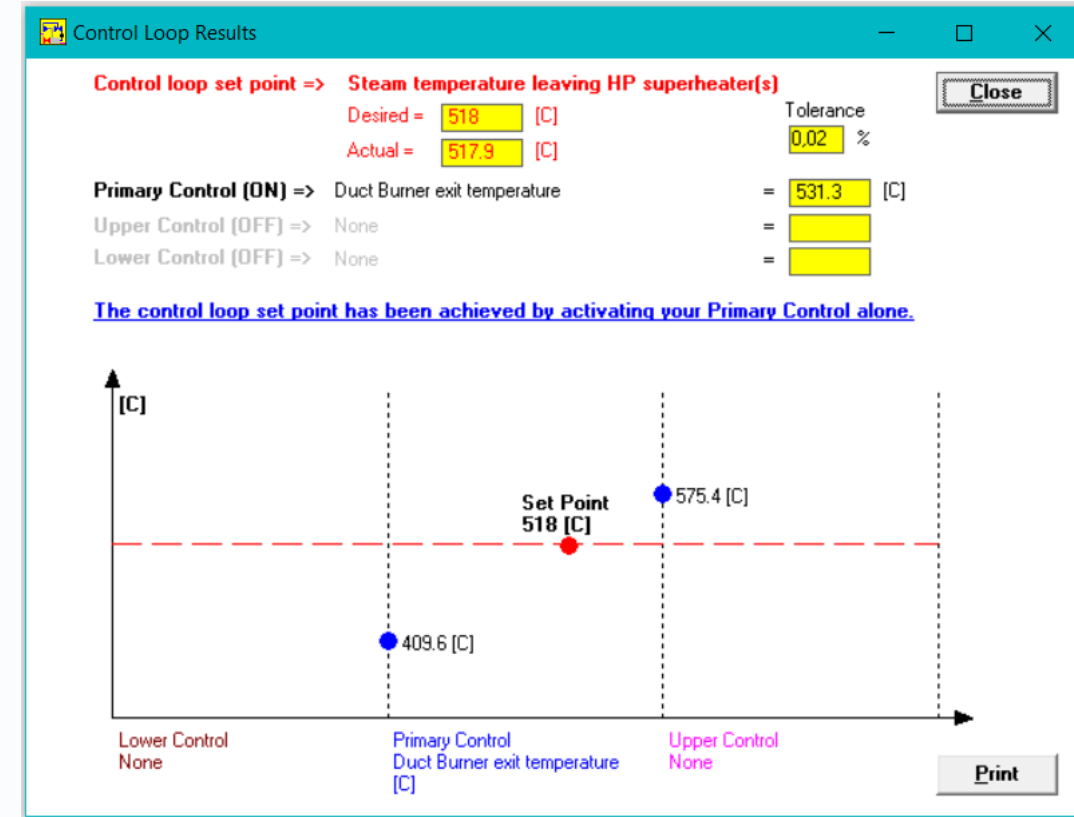 Control Loop Results
Control loop set point => Steam temperature leaving HP superheater(s)
Close
Desired = 518 [C]
Tolerance
0,02 %
Actual = 517.9 [C]
Primary Control (ON) => Duct Burner exit temperature = 531.3 [C]
Upper Control (OFF) => None =
Lower Control (OFF) => None =
The control loop set point has been achieved by activating your Primary Control alone.
[C]
Set Point
518 [C]
575.4 [C]
409.6 [C]
Lower Control
None
Primary Control
Duct Burner exit temperature
[C]
Upper Control
None
Print